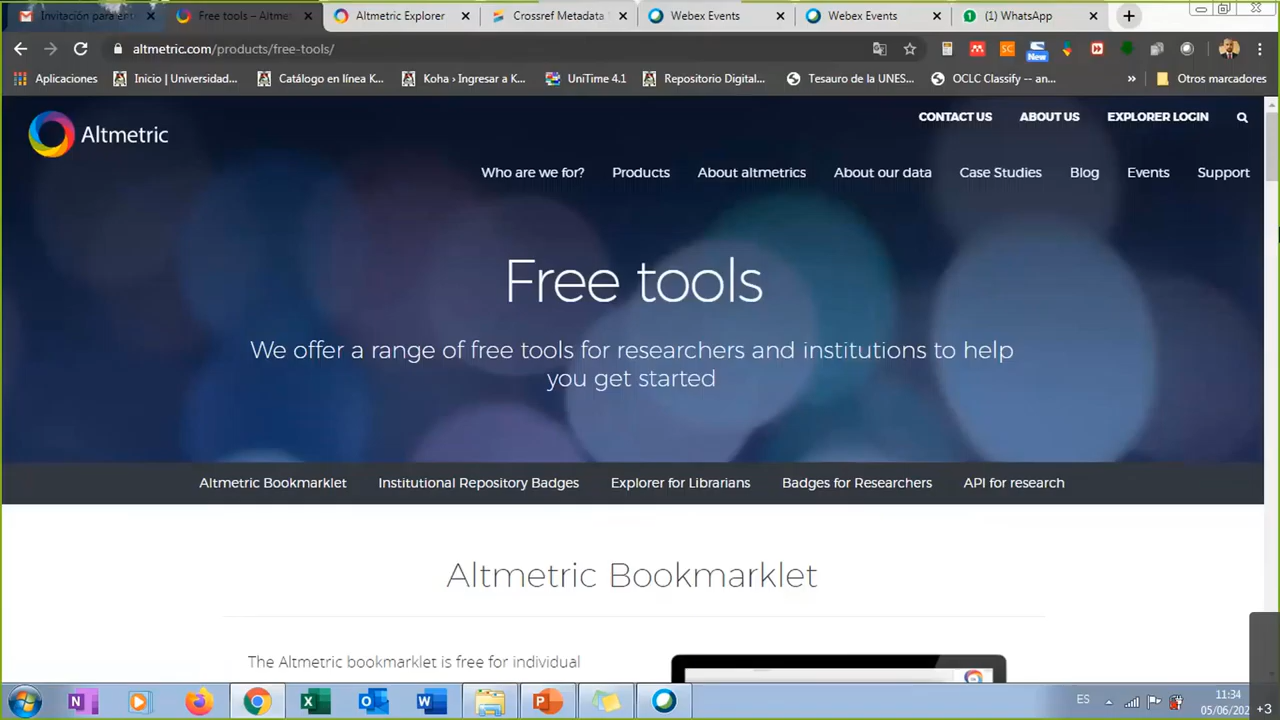 Invitación para ent
Free tools – Altmet
Altmetric Explorer
Crossref Metadata
Webex Events
Webex Events
(1) WhatsApp
altmetric.com/products/free-tools/
SC
New
Aplicaciones
Inicio | Universidad...
Catálogo en línea K...
Koha › Ingresar a K...
UniTime 4.1
Repositorio Digital...
Tesauro de la UNES...
OCLC Classify -- an...
»
Otros marcadores
Altmetric
CONTACT US
ABOUT US
EXPLORER LOGIN
Who are we for?
Products
About altmetrics
About our data
Case Studies
Blog
Events
Support
Free tools
We offer a range of free tools for researchers and institutions to help
you get started
Altmetric Bookmarklet
Institutional Repository Badges
Explorer for Librarians
Badges for Researchers
API for research
Altmetric Bookmarklet
The Altmetric bookmarklet is free for individual
ES
11:34
05/06/202
+3